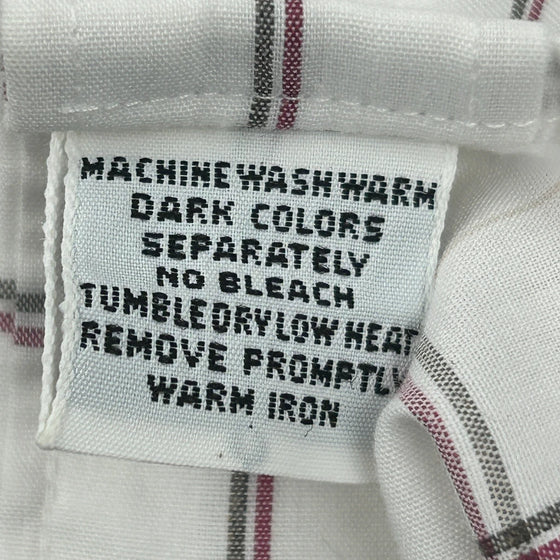 MACHINE WASH WARM
DARK COLORS
SEPARATELY
NO BLEACH
TUMBLE DRY LOW HEAT
REMOVE PROMPTLY
WARM IRON